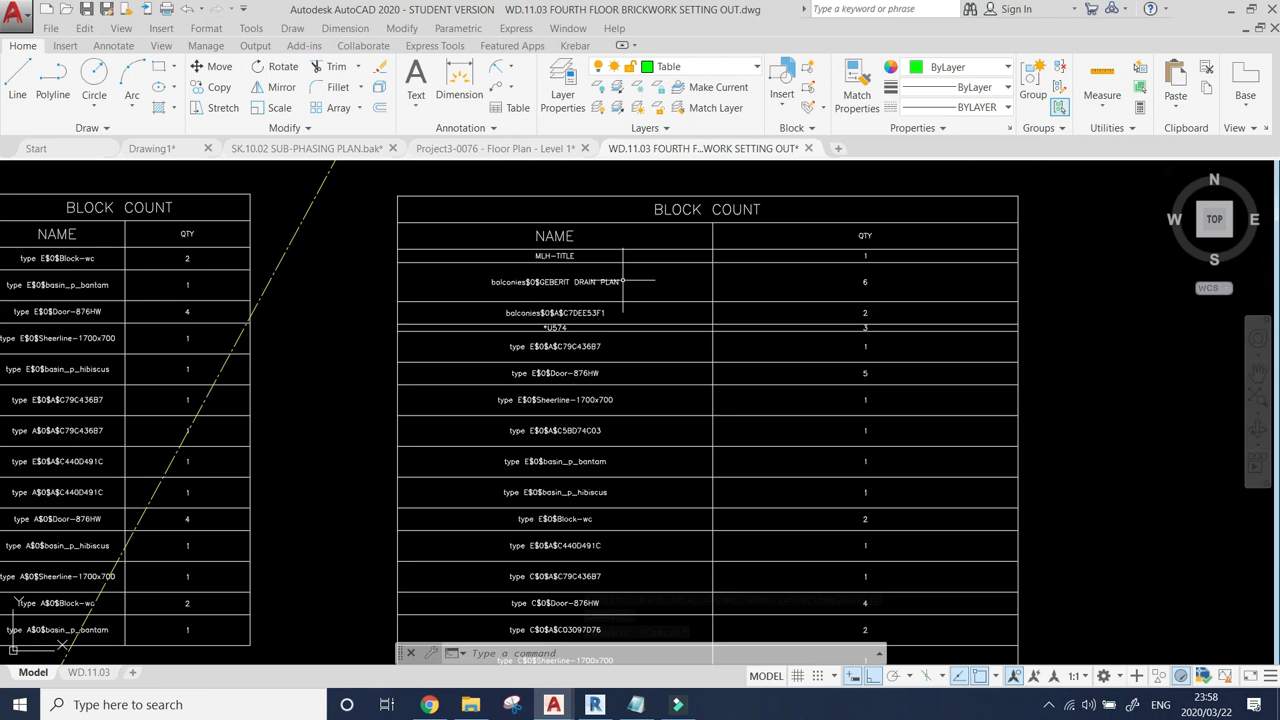 Autodesk AutoCAD 2020 - STUDENT VERSION WD.11.03 FOURTH FLOOR BRICKWORK SETTING OUT.dwg
Type a keyword or phrase
Sign In
File Edit View Insert Format Tools Draw Dimension Modify Parametric Express Window Help
Home Insert Annotate Parametric View Manage Output Add-ins Collaborate Express Tools Featured Apps Krebar
Line Polyline Circle Arc
Move Rotate Trim
Copy Mirror Fillet
Stretch Scale Array
Text Dimension Table
Layer Properties
Table
Make Current
Match Layer
Insert
Match Properties
ByLayer
ByLayer
BYLAYER
Group
Measure
Paste
Base
Draw Modify Annotation Layers Block Properties Groups Utilities Clipboard View
Start Drawing1* SK.10.02 SUB-PHASING PLAN.bak* Project3-0076 - Floor Plan - Level 1* WD.11.03 FOURTH F...WORK SETTING OUT*
BLOCK COUNT
NAME QTY
type E$0$Block-wc 2
type E$0$basin_p_bantam 1
type E$0$Door-876HW 4
type E$0$Sheerline-1700x700 1
type E$0$basin_p_hibiscus 1
type E$0$A$C79C436B7 1
type A$0$A$C79C436B7 1
type E$0$A$C440D491C 1
type A$0$A$C440D491C 1
type A$0$Door-876HW 4
type A$0$basin_p_hibiscus 1
type A$0$Sheerline-1700x700 1
type A$0$Block-wc 2
type A$0$basin_p_bantam 1
BLOCK COUNT
NAME QTY
MLH-TITLE 1
balconies$0$GEBERIT DRAIN PLAN 6
balconies$0$A$C7DEE53F1 2
*U574 3
type E$0$A$C79C436B7 1
type E$0$Door-876HW 5
type E$0$Sheerline-1700x700 1
type E$0$A$C5BD74C03 1
type E$0$basin_p_bantam 1
type E$0$basin_p_hibiscus 1
type E$0$Block-wc 2
type E$0$A$C440D491C 1
type C$0$A$C79C436B7 1
type C$0$Door-876HW 4
type C$0$A$C03097D76 2
type C$0$Sheerline-1700x700 1
N
W TOP E
S
WCS
Y
X
Type a command
Model WD.11.03
MODEL 1:1
Type here to search
ENG
23:58
2020/03/22